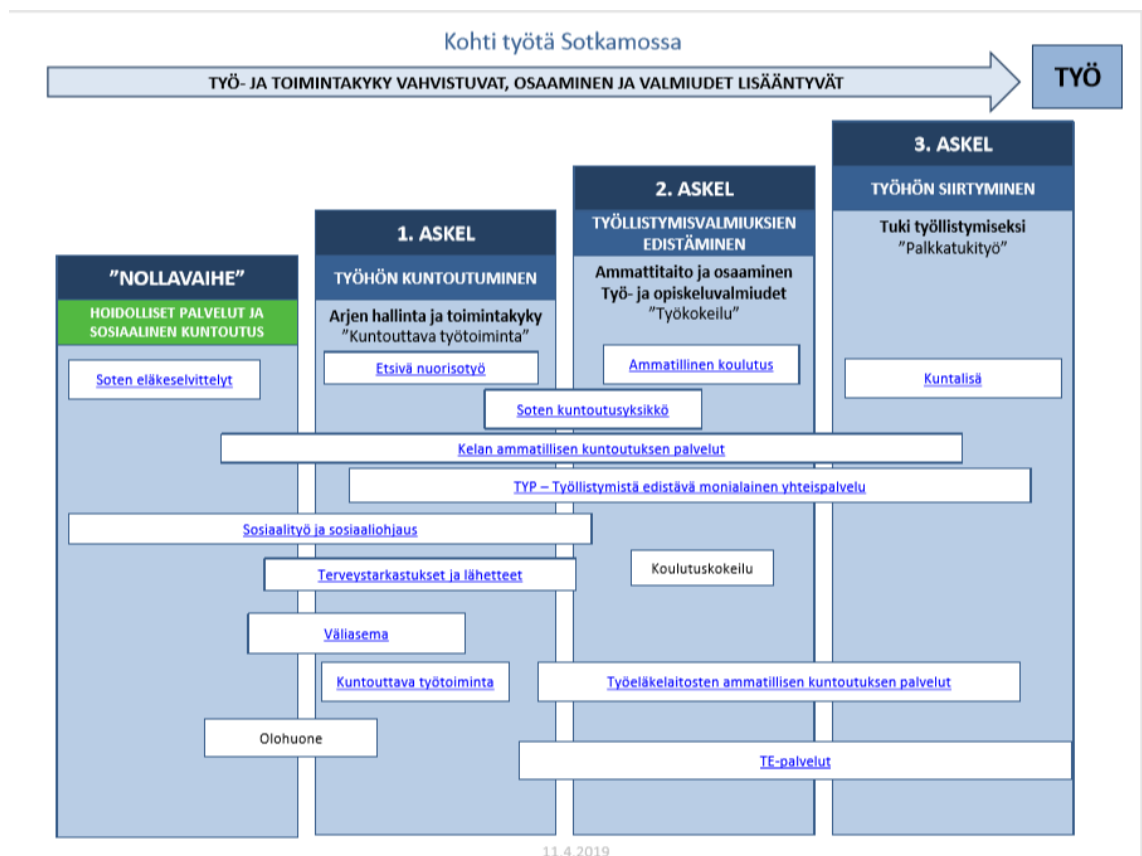 Kohti työtä Sotkamossa
TYÖ- JA TOIMINTAKYKY VAHVISTUVAT, OSAAMINEN JA VALMIUDET LISÄÄNTYVÄT
TYÖ
"NOLLAVAIHE"
HOIDOLLISET PALVELUT JA
SOSIAALINEN KUNTOUTUS
1. ASKEL
TYÖHÖN KUNTOUTUMINEN
Arjen hallinta ja toimintakyky
"Kuntouttava työtoiminta"
2. ASKEL
TYÖLLISTYMISVALMIUKSIEN
EDISTÄMINEN
Ammattitaito ja osaaminen
Työ- ja opiskeluvalmiudet
"Työkokeilu"
3. ASKEL
TYÖHÖN SIIRTYMINEN
Tuki työllistymiseksi
"Palkkatukityö"
Soten eläkeselvittelyt
Etsivä nuorisotyö
Ammatillinen koulutus
Kuntalisä
Soten kuntoutusyksikkö
Kelan ammatillisen kuntoutuksen palvelut
TYP – Työllistymistä edistävä monialainen yhteispalvelu
Sosiaalityö ja sosiaaliohjaus
Terveystarkastukset ja lähetteet
Koulutuskokeilu
Väliasema
Kuntouttava työtoiminta
Työeläkelaitosten ammatillisen kuntoutuksen palvelut
Olohuone
TE-palvelut
11.4.2019